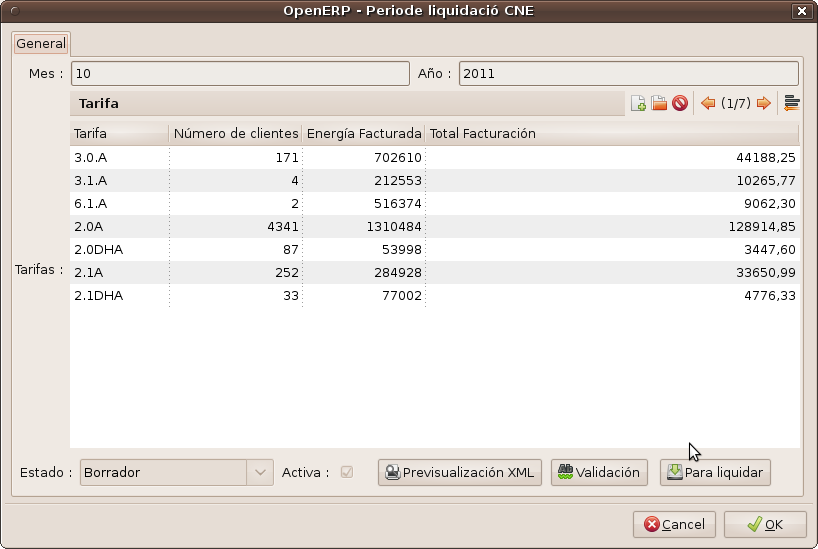 OpenERP - Periode liquidació CNE
General
Mes : 10 Año : 2011
Tarifa (1/7)
Tarifa Número de clientes Energía Facturada Total Facturación
3.0.A 171 702610 44188,25
3.1.A 4 212553 10265,77
6.1.A 2 516374 9062,30
2.0A 4341 1310484 128914,85
2.0DHA 87 53998 3447,60
Tarifas :
2.1A 252 284928 33650,99
2.1DHA 33 77002 4776,33
Estado : Borrador Activa : Previsualización XML Validación Para liquidar
Cancel OK